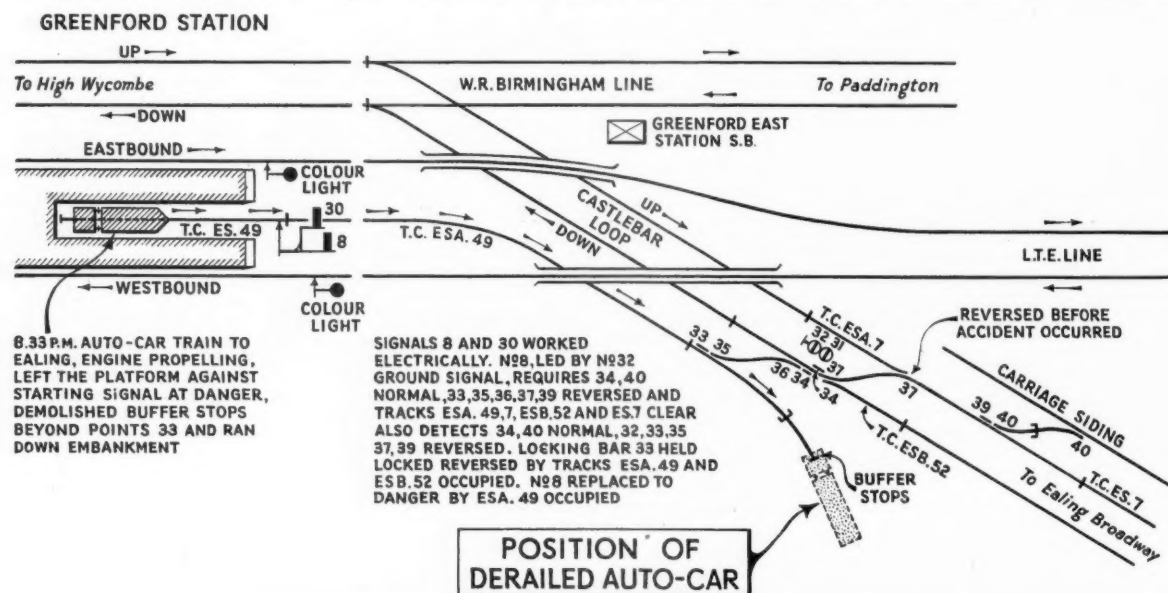 GREENFORD STATION
UP
To High Wycombe
W.R. BIRMINGHAM LINE
To Paddington
DOWN
GREENFORD EAST
STATION S.B.
EASTBOUND
COLOUR
LIGHT
30
8
T.C. ES. 49
T.C. ESA. 49
CASTLEBAR
LOOP
UP
DOWN
L.T.E. LINE
WESTBOUND
COLOUR
LIGHT
8.33 P.M. AUTO-CAR TRAIN TO
EALING, ENGINE PROPELLING,
LEFT THE PLATFORM AGAINST
STARTING SIGNAL AT DANGER,
DEMOLISHED BUFFER STOPS
BEYOND POINTS 33 AND RAN
DOWN EMBANKMENT
SIGNALS 8 AND 30 WORKED
ELECTRICALLY. Nº8, LED BY Nº32
GROUND SIGNAL, REQUIRES 34,40
NORMAL, 33,35,36,37,39 REVERSED AND
TRACKS ESA. 49,7, ESB,52 AND ES.7 CLEAR
ALSO DETECTS 34,40 NORMAL, 32,33,35
37,39 REVERSED. LOCKING BAR 33 HELD
LOCKED REVERSED BY TRACKS ESA.49 AND
ESB.52 OCCUPIED. Nº8 REPLACED TO
DANGER BY ESA. 49 OCCUPIED
T.C. ESA. 7
REVERSED BEFORE
ACCIDENT OCCURRED
33 35
32 31
37
36 34
34
37
39 40
40
CARRIAGE SIDING
T.C. ESB. 52
T.C. ES. 7
To Ealing Broadway
BUFFER
STOPS
POSITION OF
DERAILED AUTO-CAR